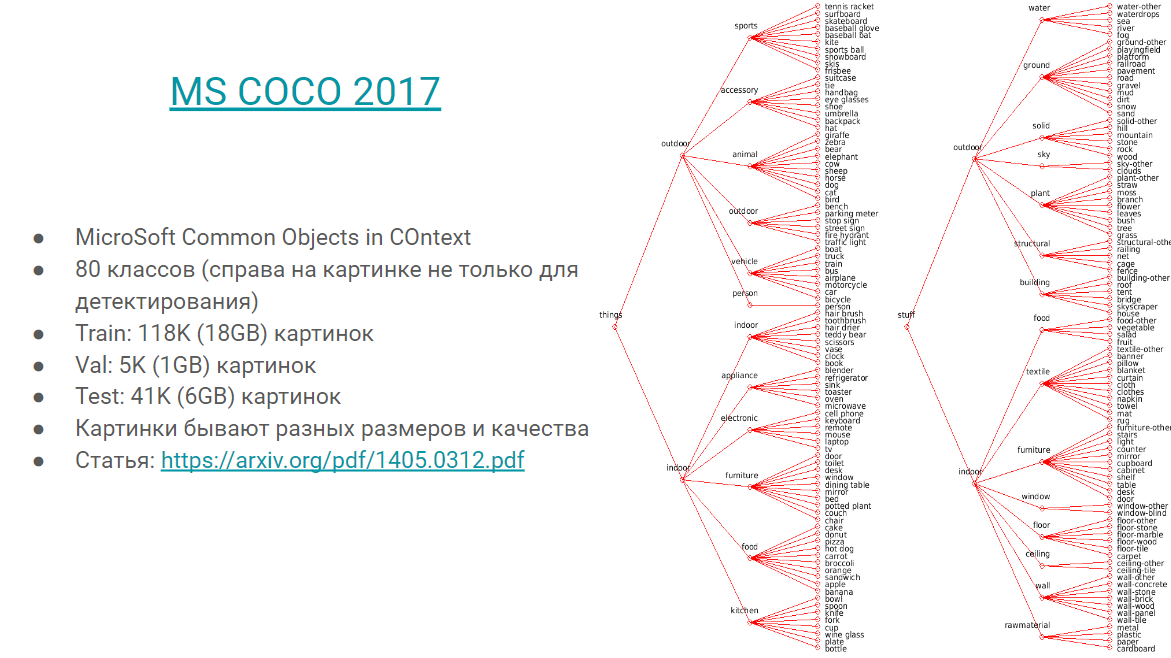 MS COCO 2017
MicroSoft Common Objects in COntext
80 классов (справа на картинке не только для
детектирования)
Train: 118K (18GB) картинок
Val: 5K (1GB) картинок
Test: 41K (6GB) картинок
Картинки бывают разных размеров и качества
Статья: https://arxiv.org/pdf/1405.0312.pdf
things
outdoor
sports
tennis racket
surfboard
skateboard
baseball glove
baseball bat
kite
sports ball
snowboard
skis
frisbee
accessory
suitcase
tie
handbag
eye glasses
shoe
umbrella
backpack
hat
animal
giraffe
zebra
bear
elephant
cow
sheep
horse
dog
cat
bird
outdoor
bench
parking meter
stop sign
street sign
fire hydrant
traffic light
vehicle
boat
truck
train
bus
airplane
motorcycle
car
bicycle
person
person
indoor
indoor
hair brush
toothbrush
hair drier
teddy bear
scissors
vase
clock
book
appliance
blender
refrigerator
sink
toaster
oven
microwave
electronic
cell phone
keyboard
remote
mouse
laptop
tv
furniture
door
toilet
desk
window
dining table
mirror
bed
potted plant
couch
chair
food
cake
donut
pizza
hot dog
carrot
broccoli
orange
sandwich
apple
banana
kitchen
bowl
spoon
knife
fork
cup
wine glass
plate
bottle
stuff
outdoor
water
water-other
waterdrops
sea
river
fog
ground
ground-other
playingfield
platform
railroad
pavement
road
gravel
mud
dirt
snow
sand
solid
solid-other
hill
mountain
stone
rock
wood
sky
sky-other
clouds
plant
plant-other
straw
moss
branch
flower
leaves
bush
tree
grass
structural
structural-othe
railing
net
cage
fence
building
building-other
roof
tent
bridge
skyscraper
house
indoor
food
food-other
vegetable
salad
fruit
textile
textile-other
banner
pillow
blanket
curtain
cloth
clothes
napkin
towel
mat
rug
furniture
furniture-other
stairs
light
counter
mirror
cupboard
cabinet
shelf
table
desk
door
window
window-other
window-blind
floor
floor-other
floor-stone
floor-marble
floor-wood
floor-tile
carpet
ceiling
ceiling-other
ceiling-tile
wall
wall-other
wall-concrete
wall-stone
wall-brick
wall-wood
wall-panel
wall-tile
rawmaterial
metal
plastic
paper
cardboard